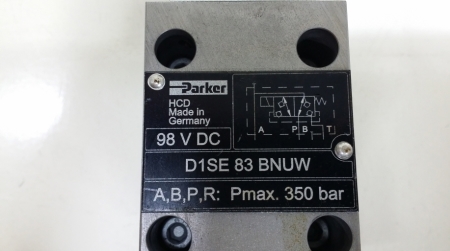 Parker
HCD
Made in
Germany
A P B T
98 V DC
D1SE 83 BNUW
A,B,P,R: Pmax. 350 bar